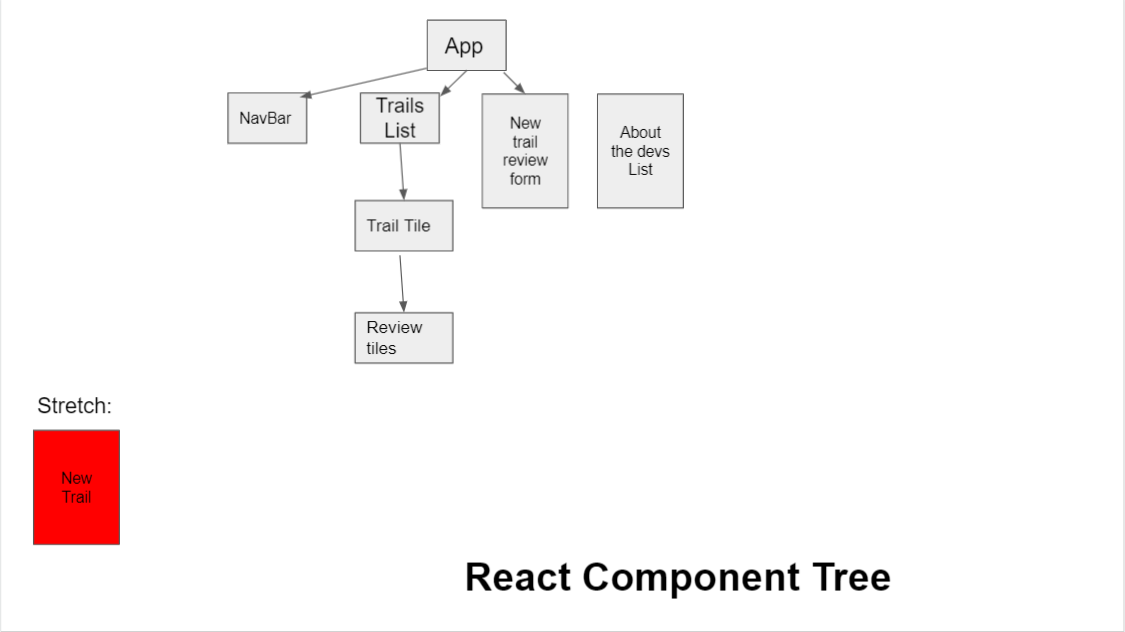 App
NavBar
Trails
List
New
trail
review
form
About
the devs
List
Trail Tile
Review
tiles
Stretch:
New
Trail
React Component Tree